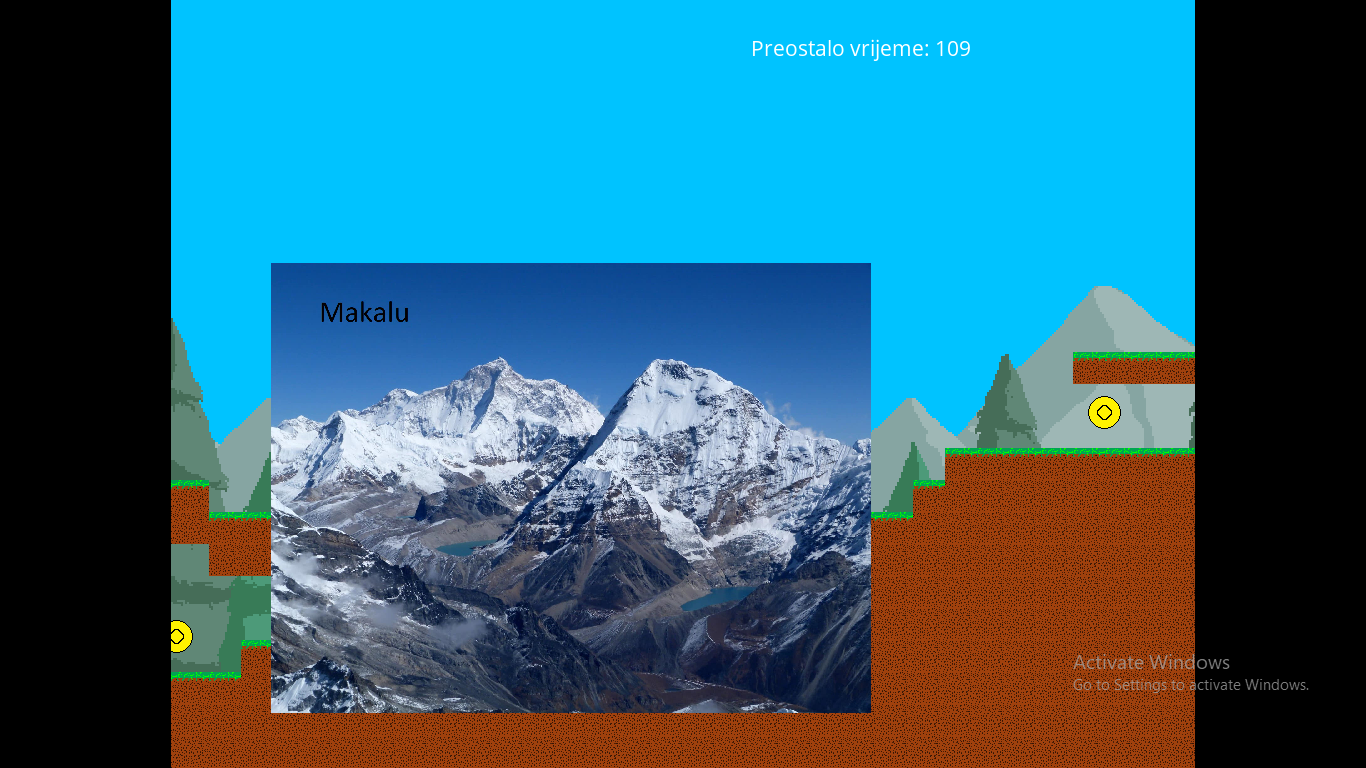 Preostalo vrijeme: 109
Makalu
Activate Windows
Go to Settings to activate Windows.